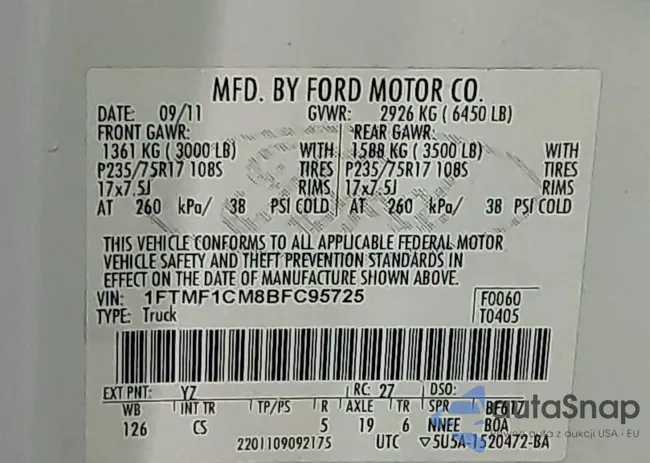 MFD. BY FORD MOTOR CO.
DATE: 09/11 GVWR: 2926 KG ( 6450 LB)
FRONT GAWR: REAR GAWR:
1361 KG ( 3000 LB) WITH 1588 KG ( 3500 LB) WITH
P235/75R17 108S TIRES P235/75R17 108S TIRES
17x7.5J RIMS 17x7.5J RIMS
AT 260 kPa/ 38 PSI COLD AT 260 kPa/ 38 PSI COLD
THIS VEHICLE CONFORMS TO ALL APPLICABLE FEDERAL MOTOR
VEHICLE SAFETY AND THEFT PREVENTION STANDARDS IN
EFFECT ON THE DATE OF MANUFACTURE SHOWN ABOVE.
VIN: 1FTMF1CM8BFC95725 F0060
TYPE: Truck T0405
EXT PNT: YZ RC: 27 DSO:
WB INT TR TP/PS R AXLE TR SPR BF617
126 CS 5 19 6 NNEE BOA
2201109092175 UTC ▽5U5A-1520472-BA
autoSnap
z aukcji USA i EU